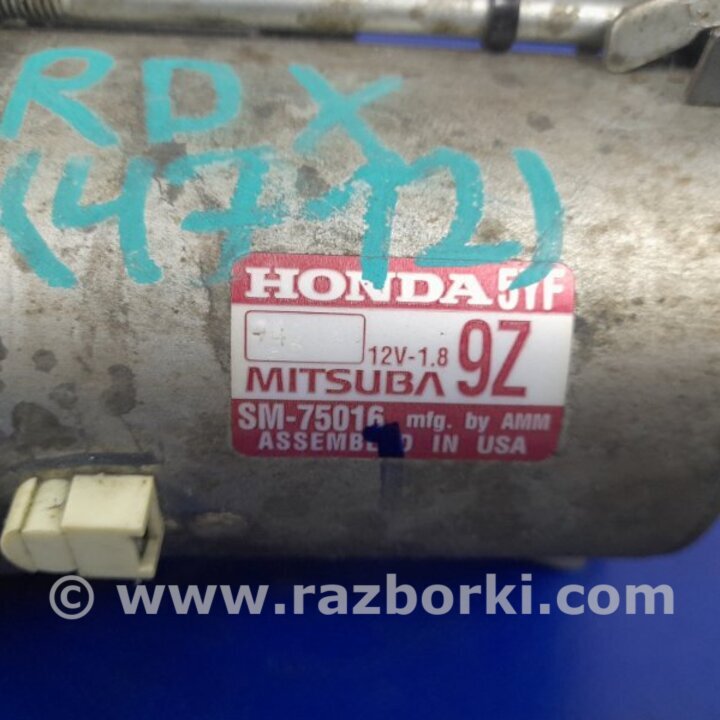 RDX
(47-12)
HONDA 5YF
12V-1.8 9Z
MITSUBA
SM-75016 mfg. by AMM
ASSEMBLED IN USA
© www.razborki.com